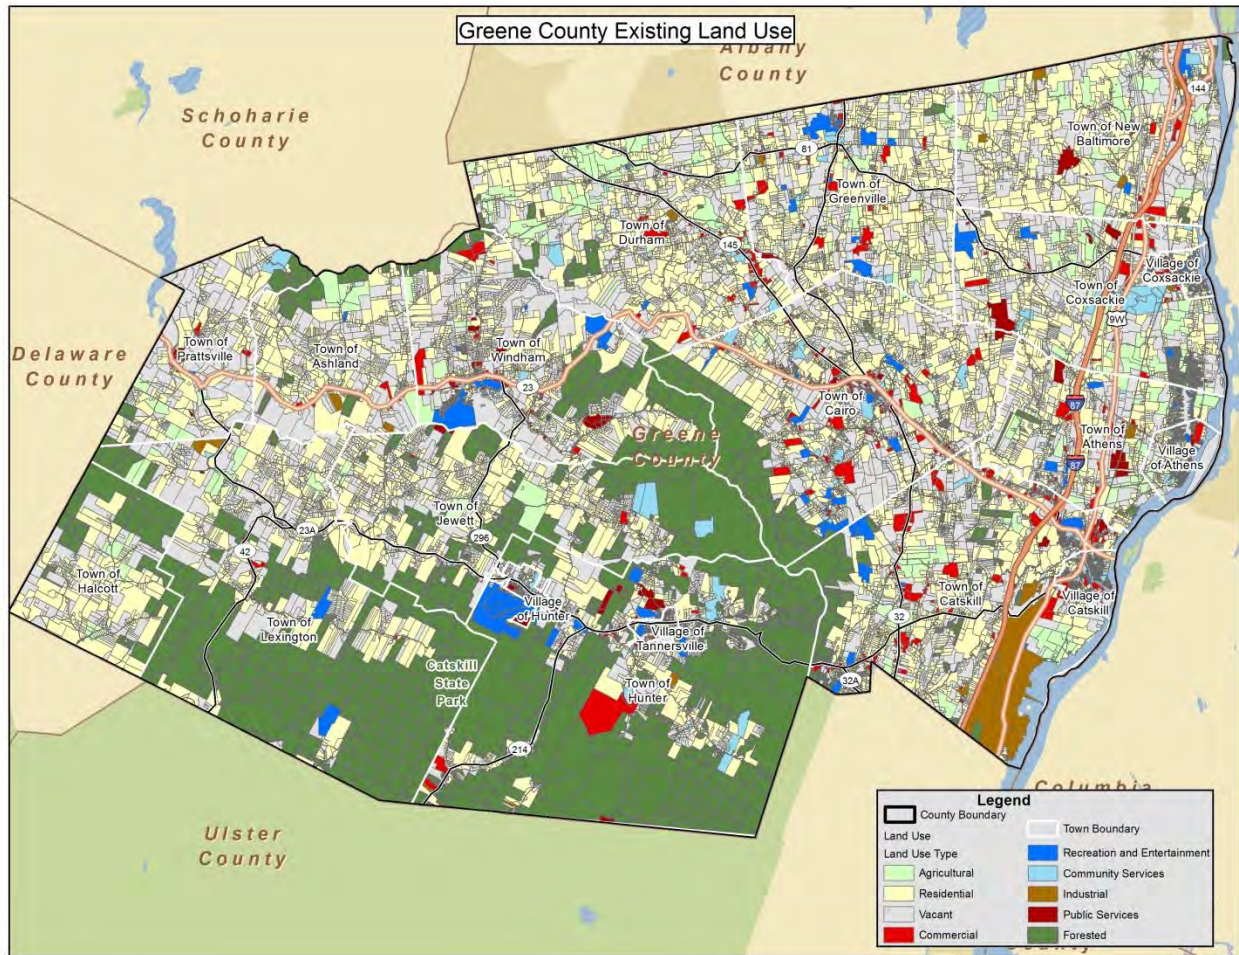 Greene County Existing Land Use
Albany
County
Schoharie
County
144
Town of New
Baltimore
81
Town of
Greenville
Town of
Durham
145
Village of
Coxsackie
Town of
Coxsackie
9W
Delaware
County
Town of
Prattsville
Town of
Ashland
Town of
Windham
23
Town of
Cairo
87
Town of
Athens
Village
of Athens
87
Greene
County
Town of
Jewett
296
23A
42
Town of
Halcott
Town of
Lexington
Village
of Hunter
Village of
Tannersville
Town of
Catskill
Village of
Catskill
32
32A
Catskill
State
Park
Town of
Hunter
214
Ulster
County
Columbia
County
Legend
County Boundary
Town Boundary
Land Use
Land Use Type
Recreation and Entertainment
Agricultural
Community Services
Residential
Industrial
Vacant
Public Services
Commercial
Forested